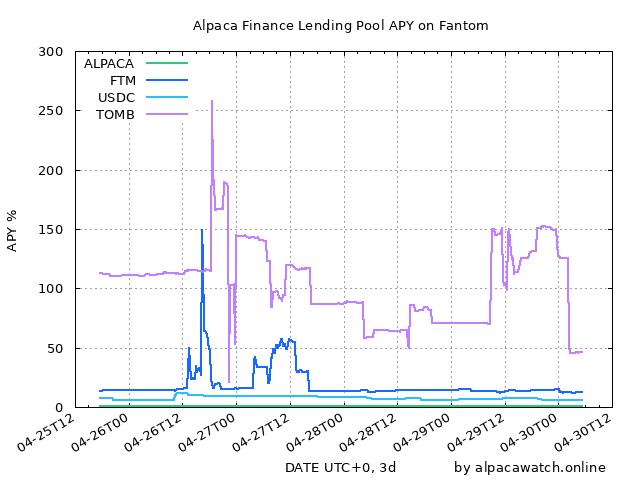 Alpaca Finance Lending Pool APY on Fantom
300
250
200
150
100
50
0
APY %
ALPACA
FTM
USDC
TOMB
04-25T12
04-26T00
04-26T12
04-27T00
04-27T12
04-28T00
04-28T12
04-29T00
04-29T12
04-30T00
04-30T12
DATE UTC+0, 3d
by alpacawatch.online